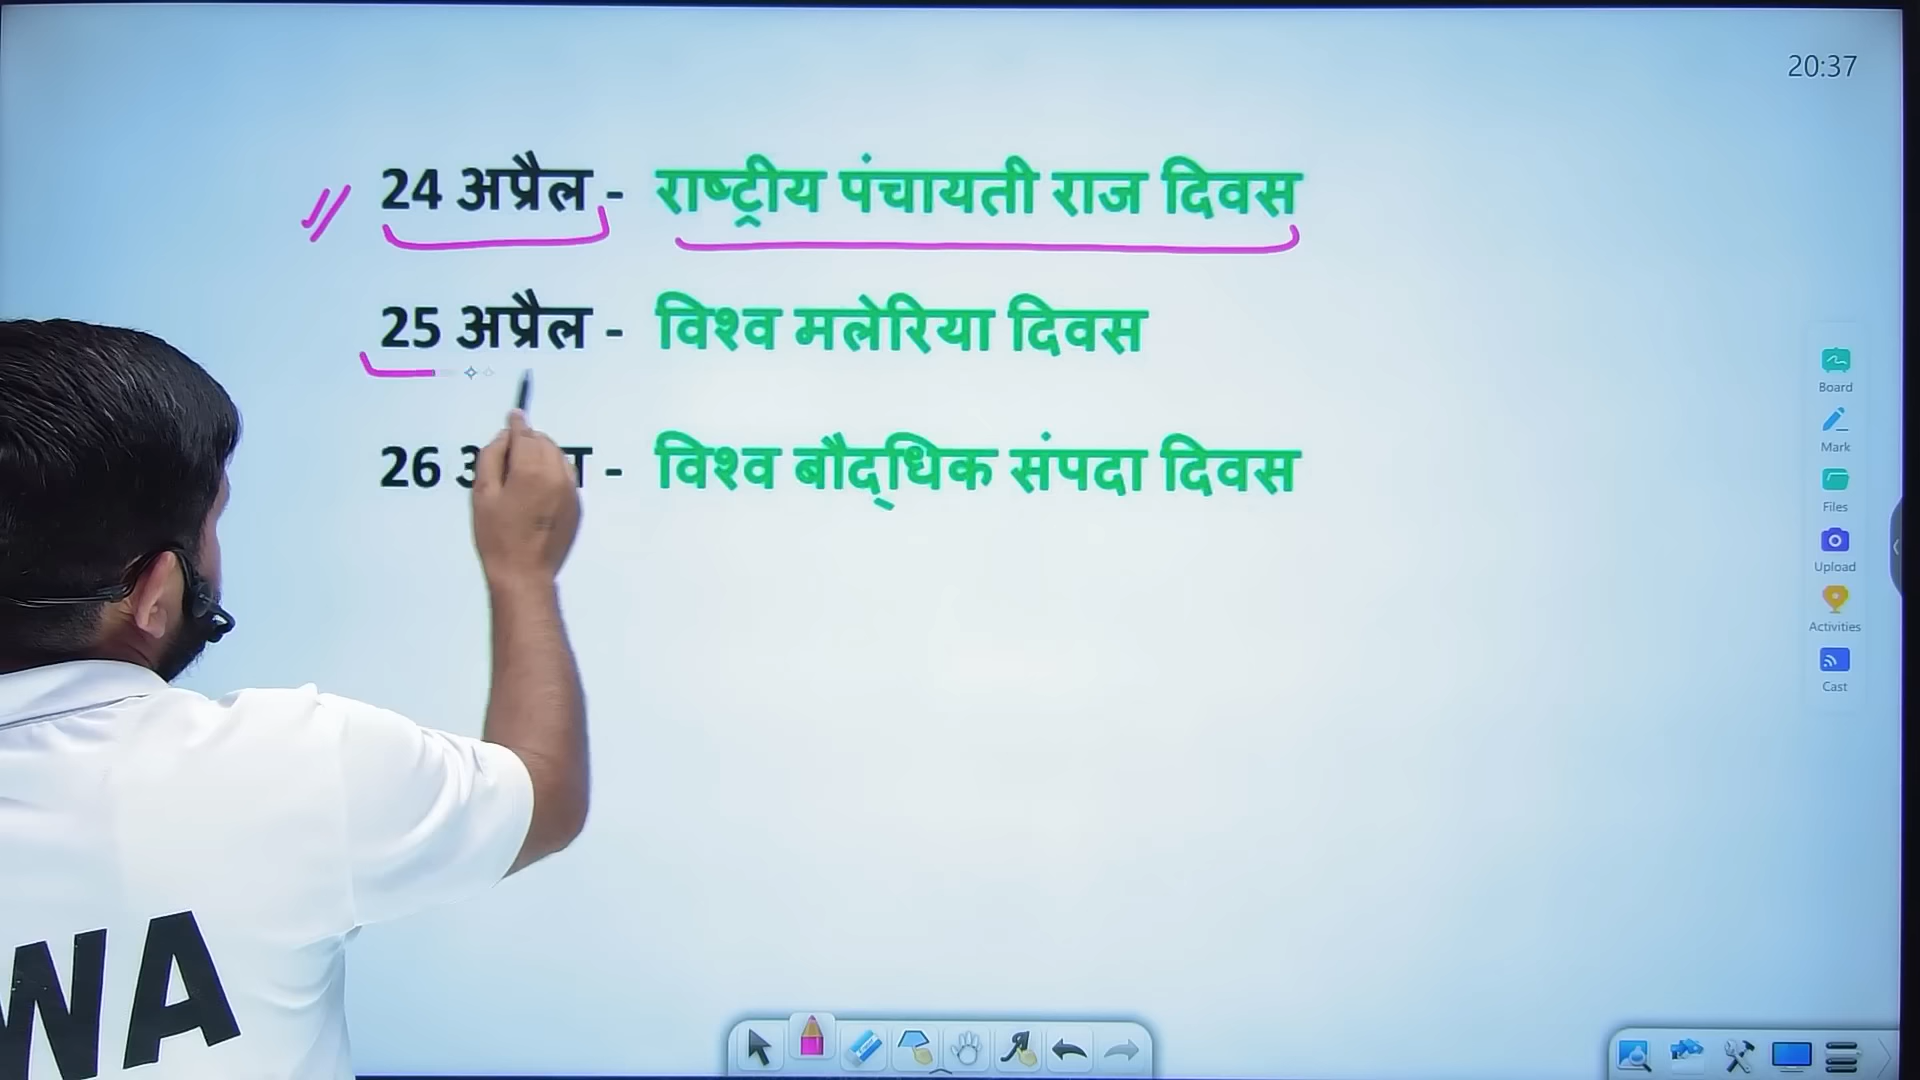 20:37
24 अप्रैल - राष्ट्रीय पंचायती राज दिवस
25 अप्रैल - विश्व मलेरिया दिवस
26 - विश्व बौद्धिक संपदा दिवस
Board
Mark
Files
Upload
Activities
Cast
WA